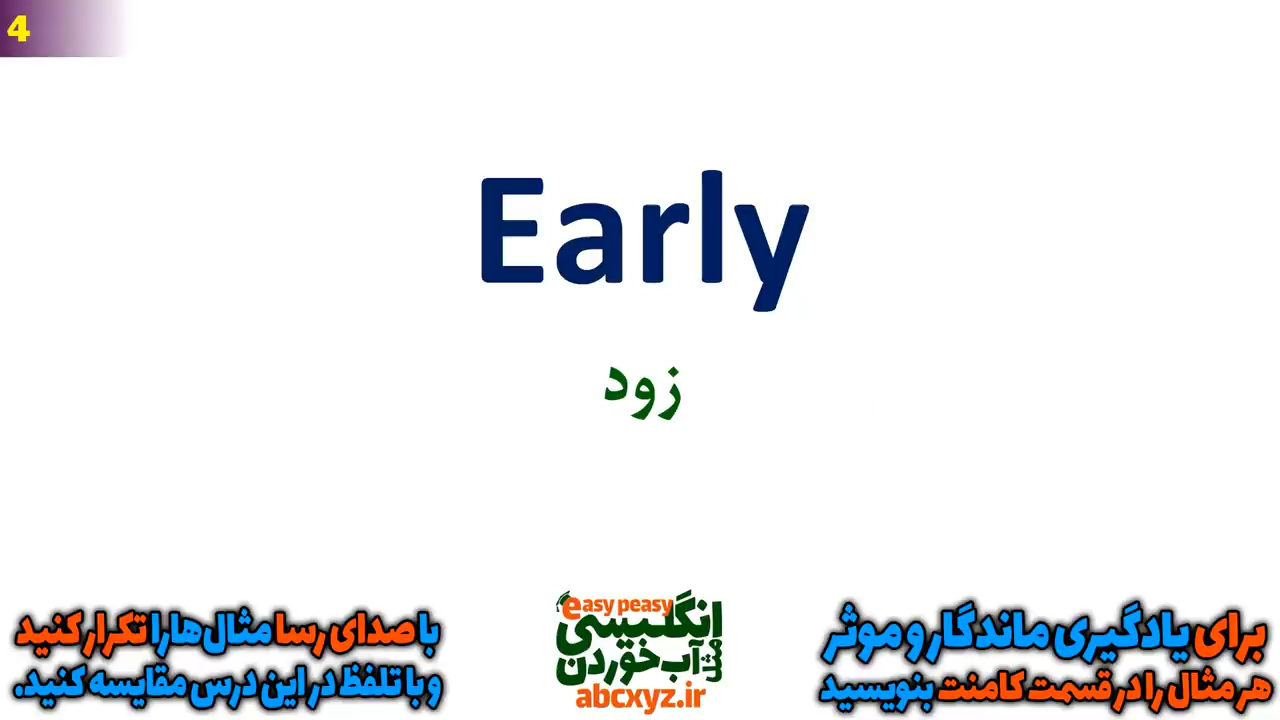 4
Early
زود
برای یادگیری ماندگار و موثر
هر مثال را در قسمت کامنت بنویسید
easy peasy
انگلیسی
مثل آب خوردن
abcxyz.ir
با صدای رسا مثال‌ها را تکرار کنید
و با تلفظ در این درس مقایسه کنید.